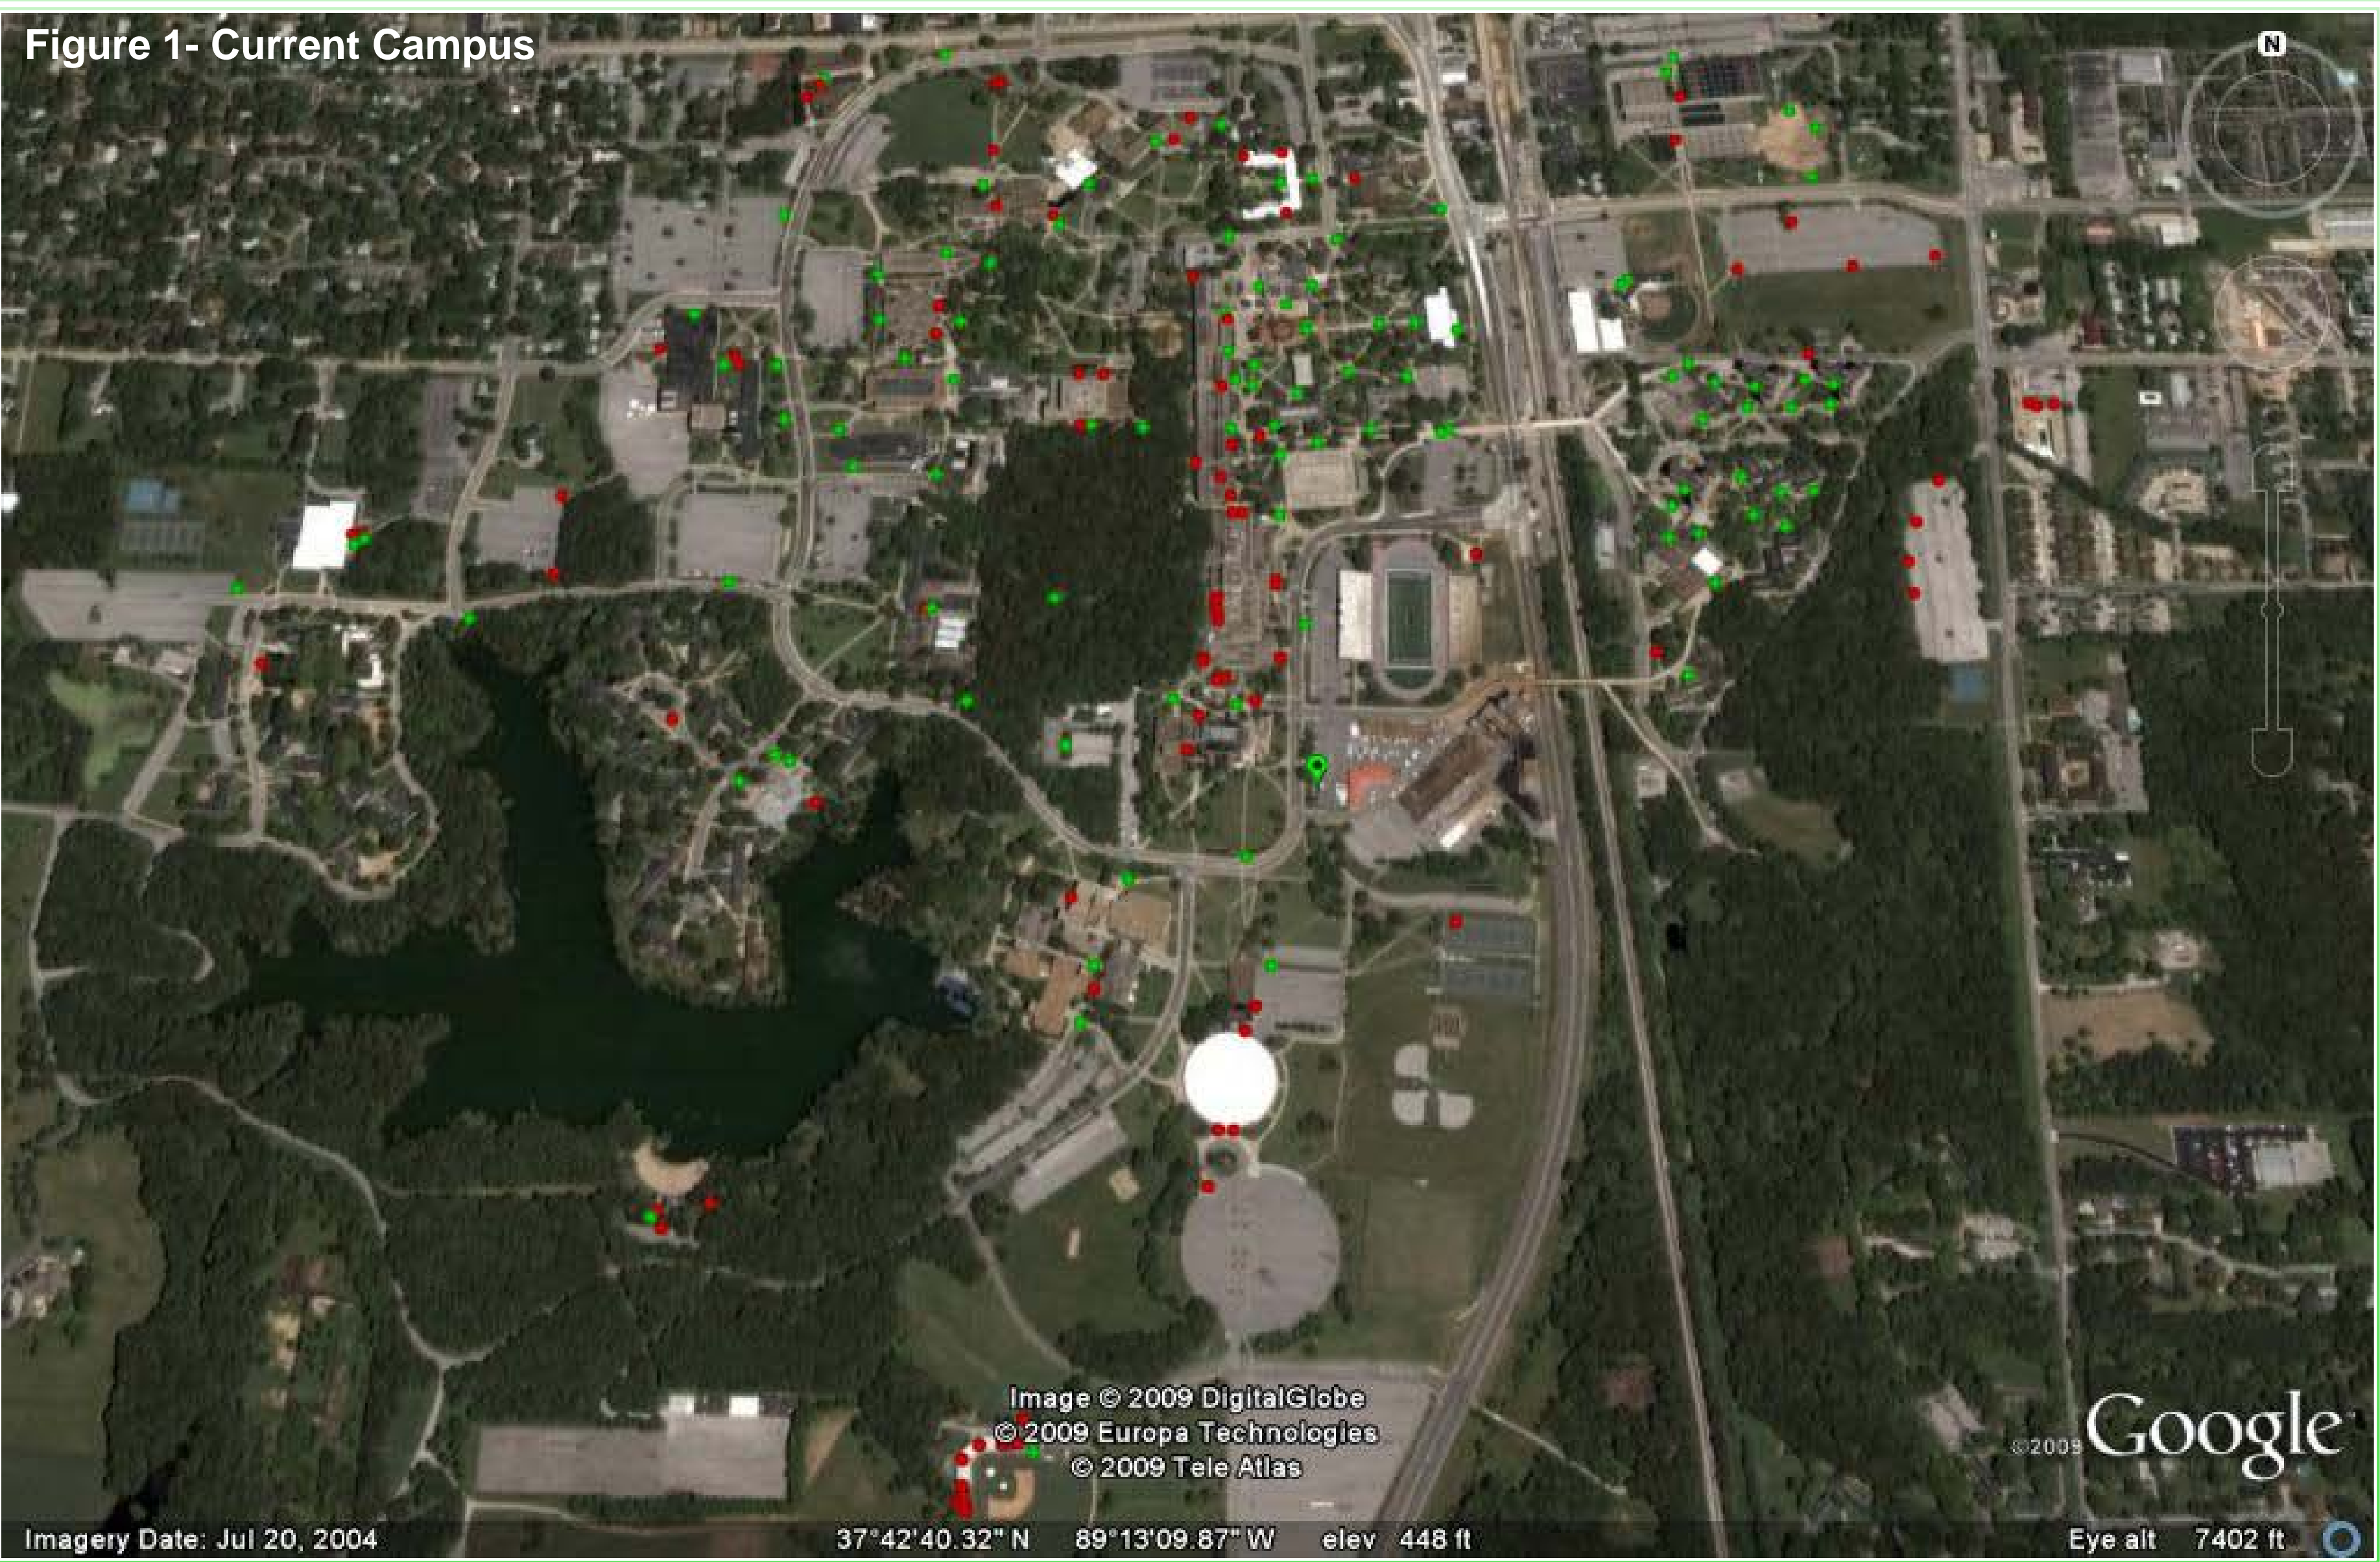 Figure 1- Current Campus
N
Image © 2009 DigitalGlobe
© 2009 Europa Technologies
© 2009 Tele Atlas
©2009 Google
Imagery Date: Jul 20, 2004 37°42'40.32" N 89°13'09.87" W elev 448 ft Eye alt 7402 ft